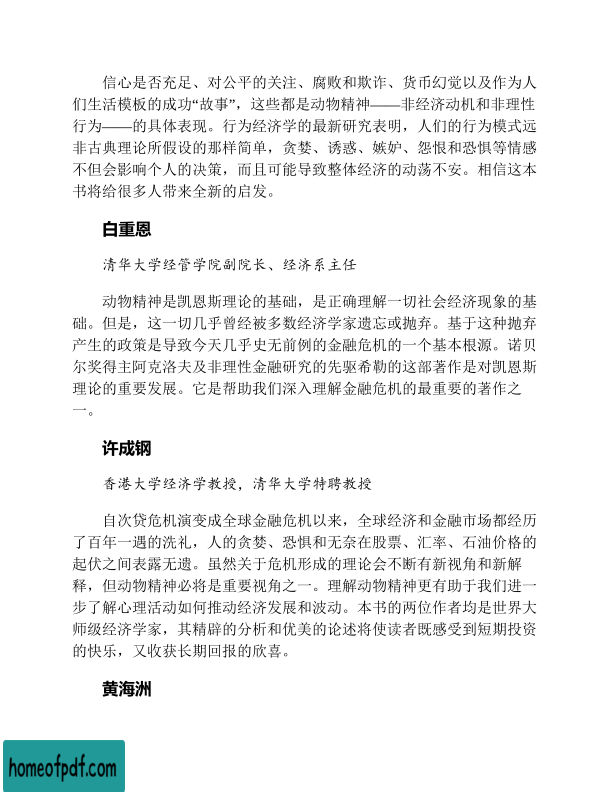 信心是否充足、对公平的关注、腐败和欺诈、货币幻觉以及作为人
们生活模板的成功“故事”，这些都是动物精神——非经济动机和非理性
行为——的具体表现。行为经济学的最新研究表明，人们的行为模式远
非古典理论所假设的那样简单，贪婪、诱惑、嫉妒、怨恨和恐惧等情感
不但会影响个人的决策，而且可能导致整体经济的动荡不安。相信这本
书将给很多人带来全新的启发。
白重恩
清华大学经管学院副院长、经济系主任
动物精神是凯恩斯理论的基础，是正确理解一切社会经济现象的基
础。但是，这一切几乎曾经被多数经济学家遗忘或抛弃。基于这种抛弃
产生的政策是导致今天几乎史无前例的金融危机的一个基本根源。诺贝
尔奖得主阿克洛夫及非理性金融研究的先驱希勒的这部著作是对凯恩斯
理论的重要发展。它是帮助我们深入理解金融危机的最重要的著作之
一。
许成钢
香港大学经济学教授，清华大学特聘教授
自次贷危机演变成全球金融危机以来，全球经济和金融市场都经历
了百年一遇的洗礼，人的贪婪、恐惧和无奈在股票、汇率、石油价格的
起伏之间表露无遗。虽然关于危机形成的理论会不断有新视角和新解
释，但动物精神必将是重要视角之一。理解动物精神更有助于我们进一
步了解心理活动如何推动经济发展和波动。本书的两位作者均是世界大
师级经济学家，其精辟的分析和优美的论述将使读者既感受到短期投资
的快乐，又收获长期回报的欣喜。
黄海洲
homeofpdf.com